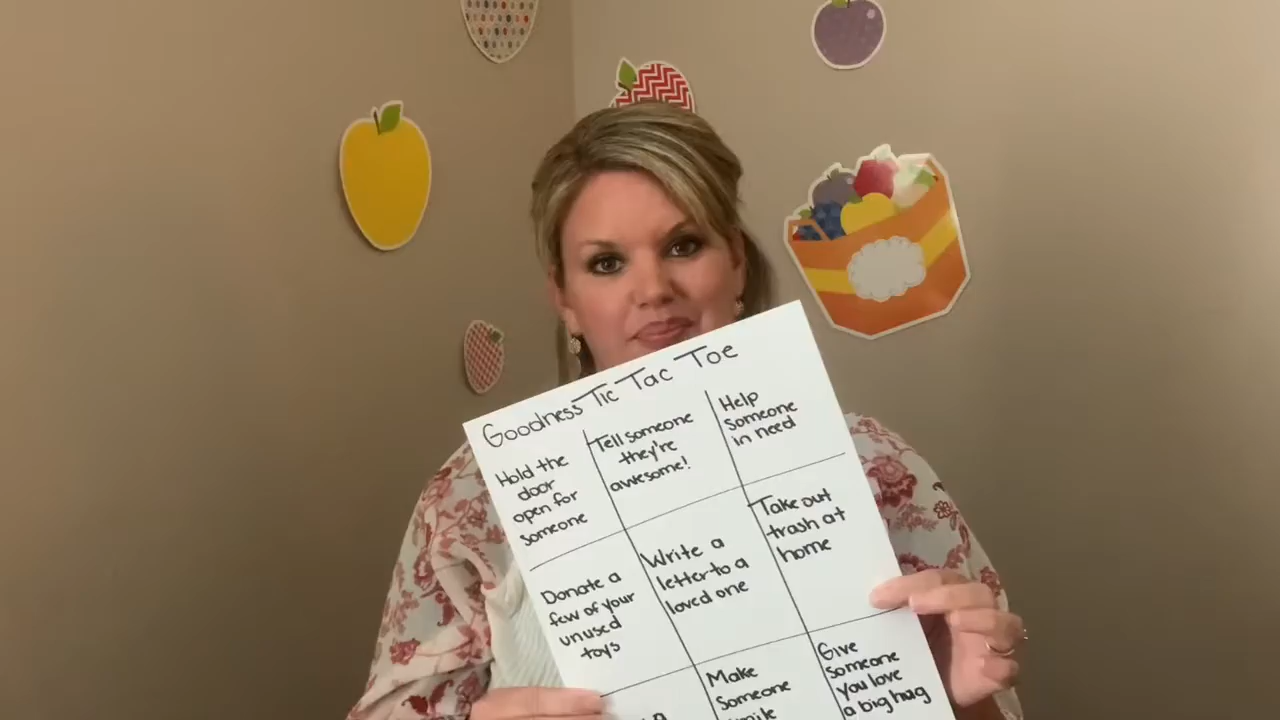 Goodness Tic Tac Toe
Hold the
door
open for
someone
Tell someone
they're
awesome!
Help
someone
in need
Donate a
few of your
unused
toys
Write a
letter to a
loved one
Take out
trash at
home
Make
Someone
Give
someone
you love
a big hug